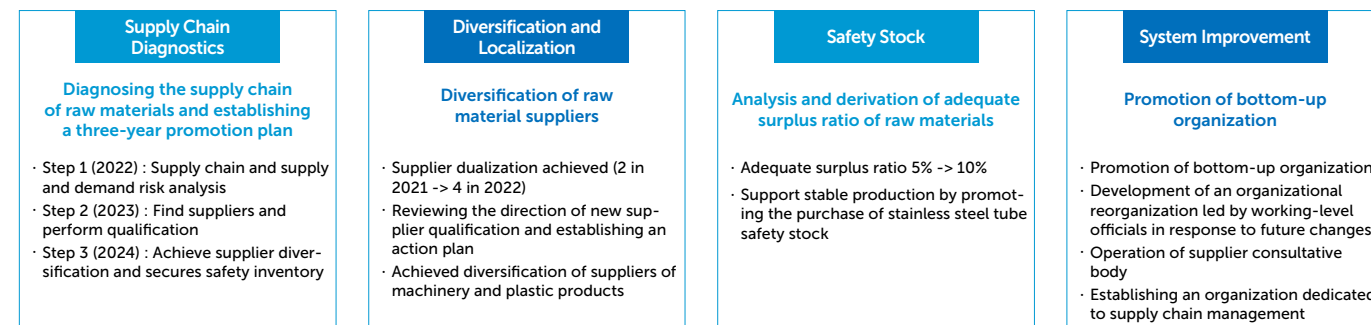 Supply Chain
Diagnostics
Diagnosing the supply chain
of raw materials and establishing
a three-year promotion plan
· Step 1 (2022) : Supply chain and supply
and demand risk analysis
· Step 2 (2023) : Find suppliers and
perform qualification
· Step 3 (2024) : Achieve supplier diver-
sification and secures safety inventory
Diversification and
Localization
Diversification of raw
material suppliers
· Supplier dualization achieved (2 in
2021 -> 4 in 2022)
· Reviewing the direction of new sup-
plier qualification and establishing an
action plan
· Achieved diversification of suppliers of
machinery and plastic products
Safety Stock
Analysis and derivation of adequate
surplus ratio of raw materials
· Adequate surplus ratio 5% -> 10%
· Support stable production by promot-
ing the purchase of stainless steel tube
safety stock
System Improvement
Promotion of bottom-up
organization
· Promotion of bottom-up organization
· Development of an organizational
reorganization led by working-level
officials in response to future changes
· Operation of supplier consultative
body
· Establishing an organization dedicated
to supply chain management